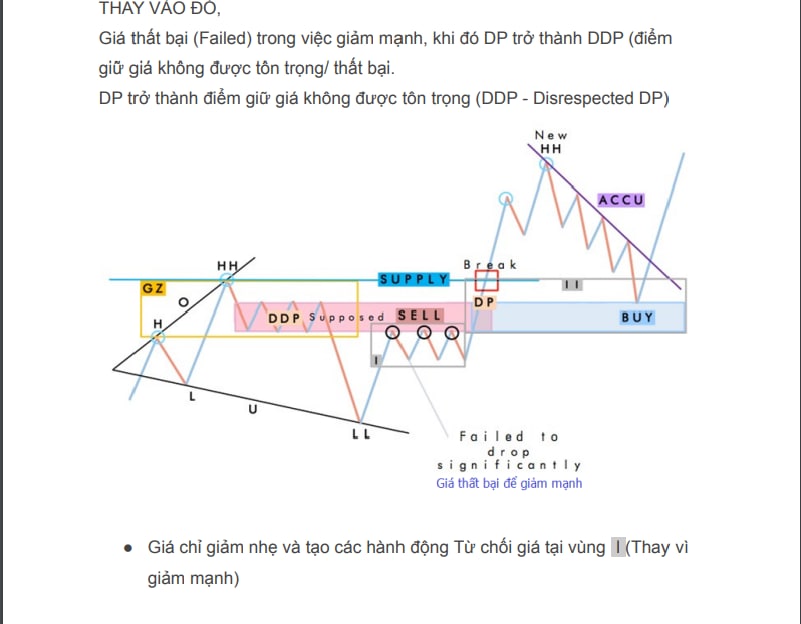 THAY VÀO ĐÓ,
Giá thất bại (Failed) trong việc giảm mạnh, khi đó DP trở thành DDP (điểm
giữ giá không được tôn trọng/ thất bại.
DP trở thành điểm giữ giá không được tôn trọng (DDP - Disrespected DP)
New
HH
ACCU
HH
Break
SUPPLY
GZ
II
O
DP
H
DDP Supposed SELL
BUY
I
L
U
LL
Failed to
drop
significantly
Giá thất bại để giảm mạnh
● Giá chỉ giảm nhẹ và tạo các hành động Từ chối giá tại vùng I (Thay vì
giảm mạnh)